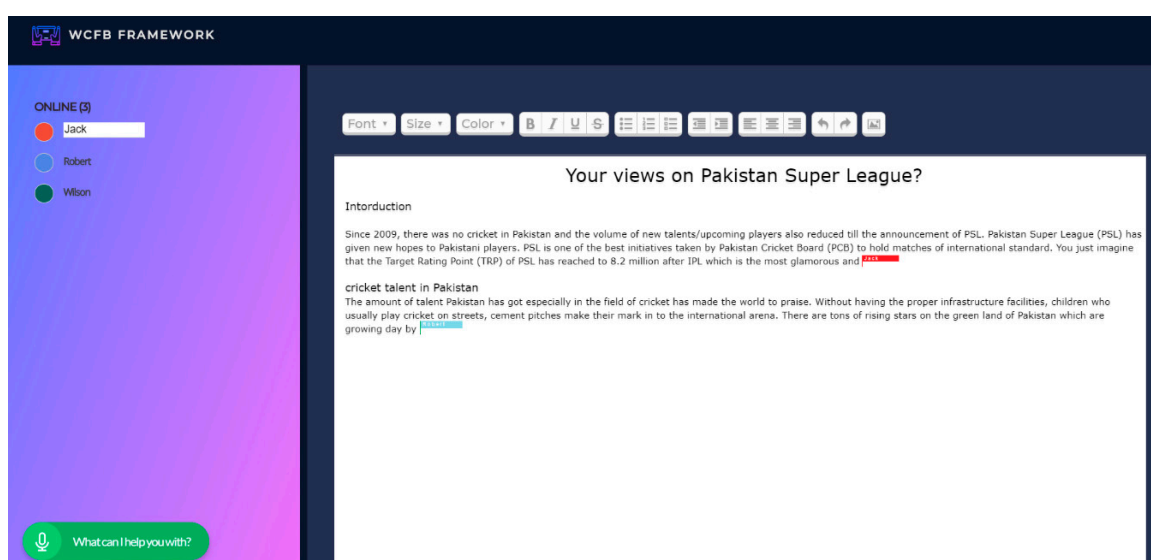 WCFB FRAMEWORK
ONLINE (3)
Jack
Robert
Wilson
What can I help you with?
Font
Size
Color
B I U S
Your views on Pakistan Super League?
Intorduction
Since 2009, there was no cricket in Pakistan and the volume of new talents/upcoming players also reduced till the announcement of PSL. Pakistan Super League (PSL) has
given new hopes to Pakistani players. PSL is one of the best initiatives taken by Pakistan Cricket Board (PCB) to hold matches of international standard. You just imagine
that the Target Rating Point (TRP) of PSL has reached to 8.2 million after IPL which is the most glamorous and Jack
cricket talent in Pakistan
The amount of talent Pakistan has got especially in the field of cricket has made the world to praise. Without having the proper infrastructure facilities, children who
usually play cricket on streets, cement pitches make their mark in to the international arena. There are tons of rising stars on the green land of Pakistan which are
growing day by Robert